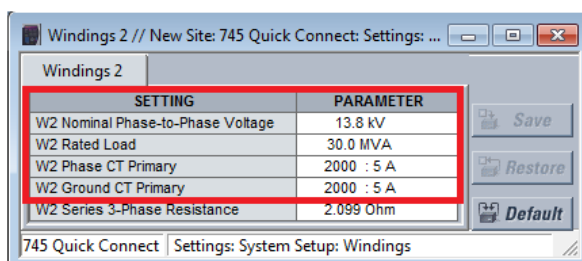 Windings 2 // New Site: 745 Quick Connect: Settings: ...
Windings 2
SETTING PARAMETER
W2 Nominal Phase-to-Phase Voltage 13.8 kV
W2 Rated Load 30.0 MVA
W2 Phase CT Primary 2000 : 5 A
W2 Ground CT Primary 2000 : 5 A
W2 Series 3-Phase Resistance 2.099 Ohm
Save
Restore
Default
745 Quick Connect Settings: System Setup: Windings